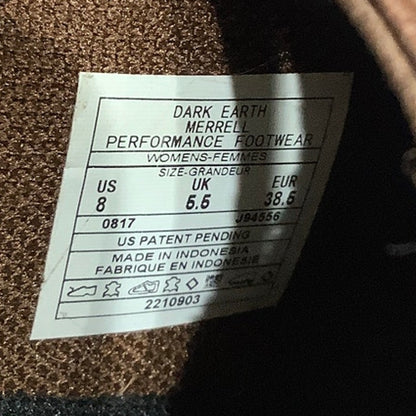 DARK EARTH
MERRELL
PERFORMANCE FOOTWEAR
WOMENS-FEMMES
SIZE-GRANDEUR
US UK EUR
8 5.5 38.5
0817 J94556
US PATENT PENDING
MADE IN INDONESIA
FABRIQUÉ EN INDONESIE
2210903